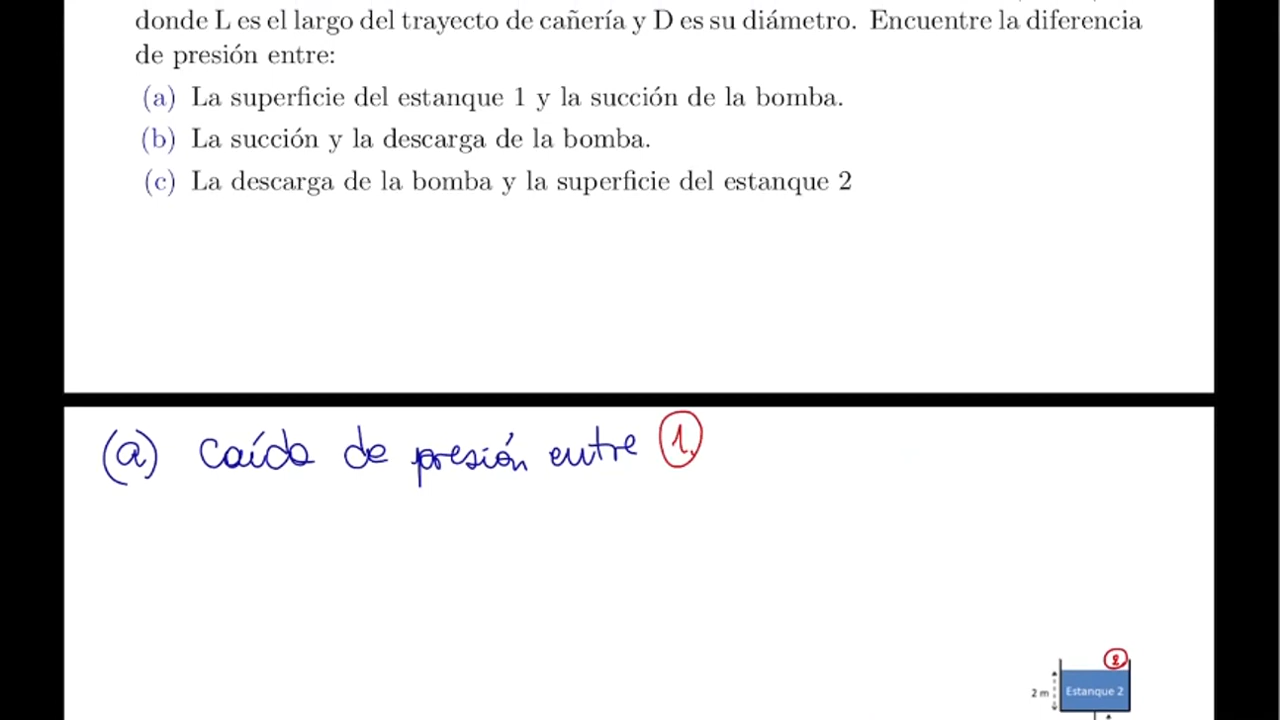 donde L es el largo del trayecto de cañería y D es su diámetro. Encuentre la diferencia
de presión entre:
(a) La superficie del estanque 1 y la succión de la bomba.
(b) La succión y la descarga de la bomba.
(c) La descarga de la bomba y la superficie del estanque 2
(a) Caída de presión entre 1
2
2 m
Estanque 2